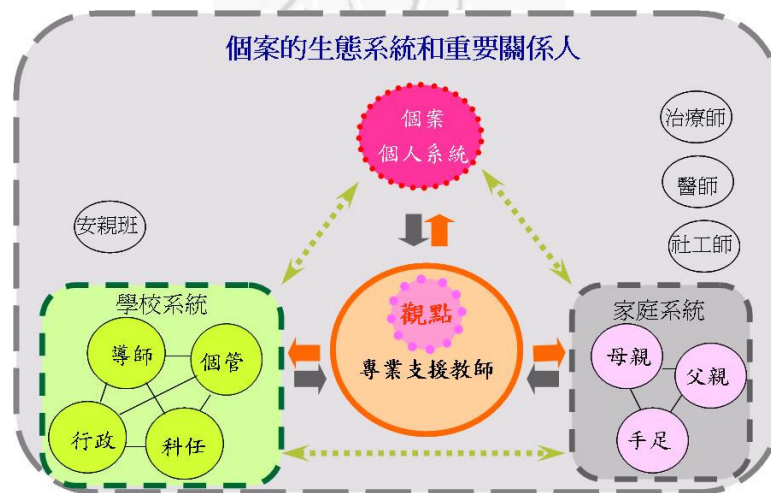 個案的生態系統和重要關係人
個案
個人系統
治療師
醫師
社工師
安親班
學校系統
導師
個管
行政
科任
觀點
專業支援教師
家庭系統
母親
父親
手足